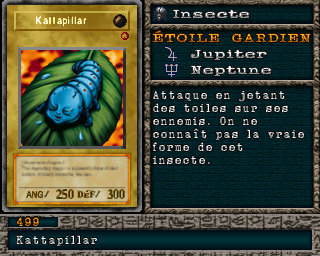 Kattapillar
ANG/ 250 DÉF/ 300
Insecte
ÉTOILE GARDIEN
Jupiter
Neptune
Attaque en jetant
des toiles sur ses
ennemis. On ne
connaît pas la vraie
forme de cet
insecte.
499
Kattapillar